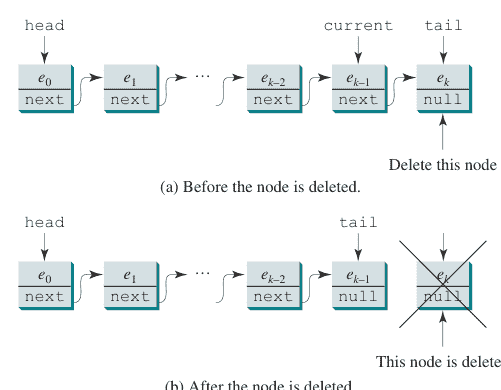 head current tail
e0 e1 ... ek–2 ek–1 ek
next next next next null
Delete this node
(a) Before the node is deleted.
head tail
e0 e1 ... ek–2 ek–1 ek
next next next null null
This node is delete
(b) After the node is deleted